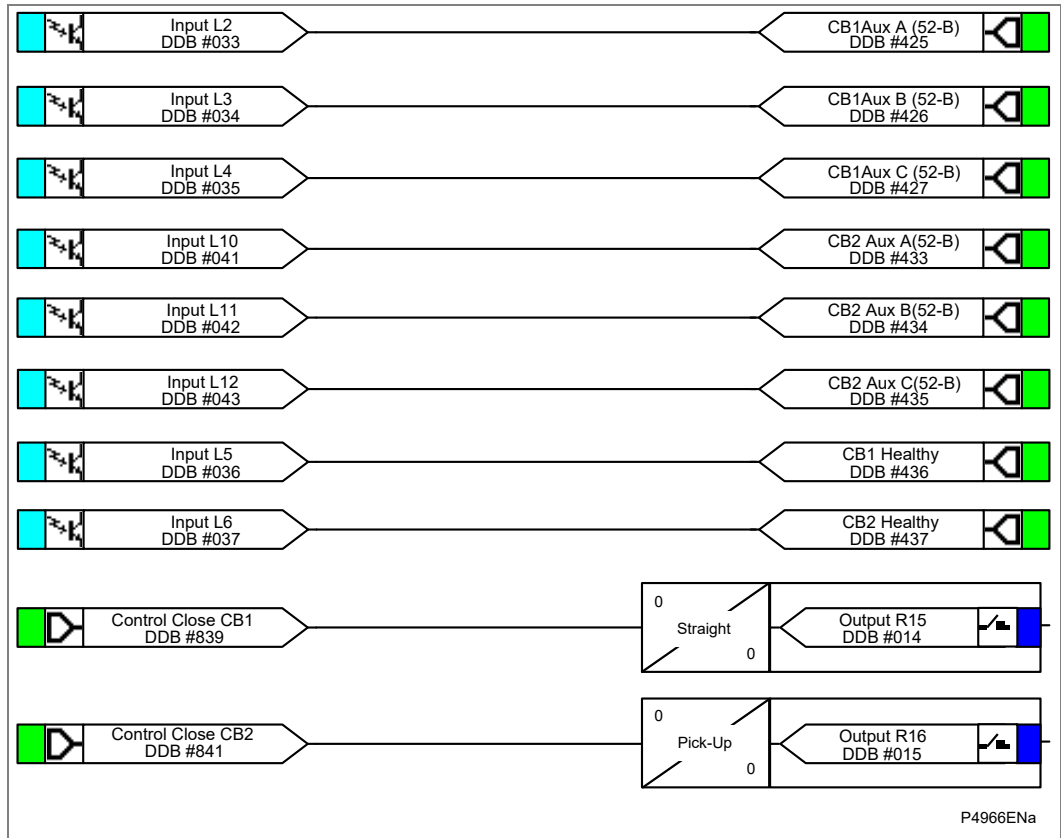 Input L2
DDB #033
CB1Aux A (52-B)
DDB #425
Input L3
DDB #034
CB1Aux B (52-B)
DDB #426
Input L4
DDB #035
CB1Aux C (52-B)
DDB #427
Input L10
DDB #041
CB2 Aux A(52-B)
DDB #433
Input L11
DDB #042
CB2 Aux B(52-B)
DDB #434
Input L12
DDB #043
CB2 Aux C(52-B)
DDB #435
Input L5
DDB #036
CB1 Healthy
DDB #436
Input L6
DDB #037
CB2 Healthy
DDB #437
Control Close CB1
DDB #839
0
Straight
0
Output R15
DDB #014
Control Close CB2
DDB #841
0
Pick-Up
0
Output R16
DDB #015
P4966ENa